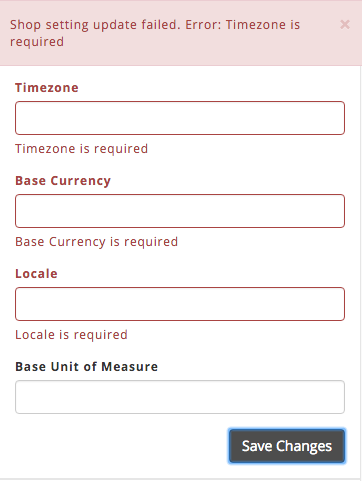 Shop setting update failed. Error: Timezone is ×
required
Timezone
Timezone is required
Base Currency
Base Currency is required
Locale
Locale is required
Base Unit of Measure
Save Changes